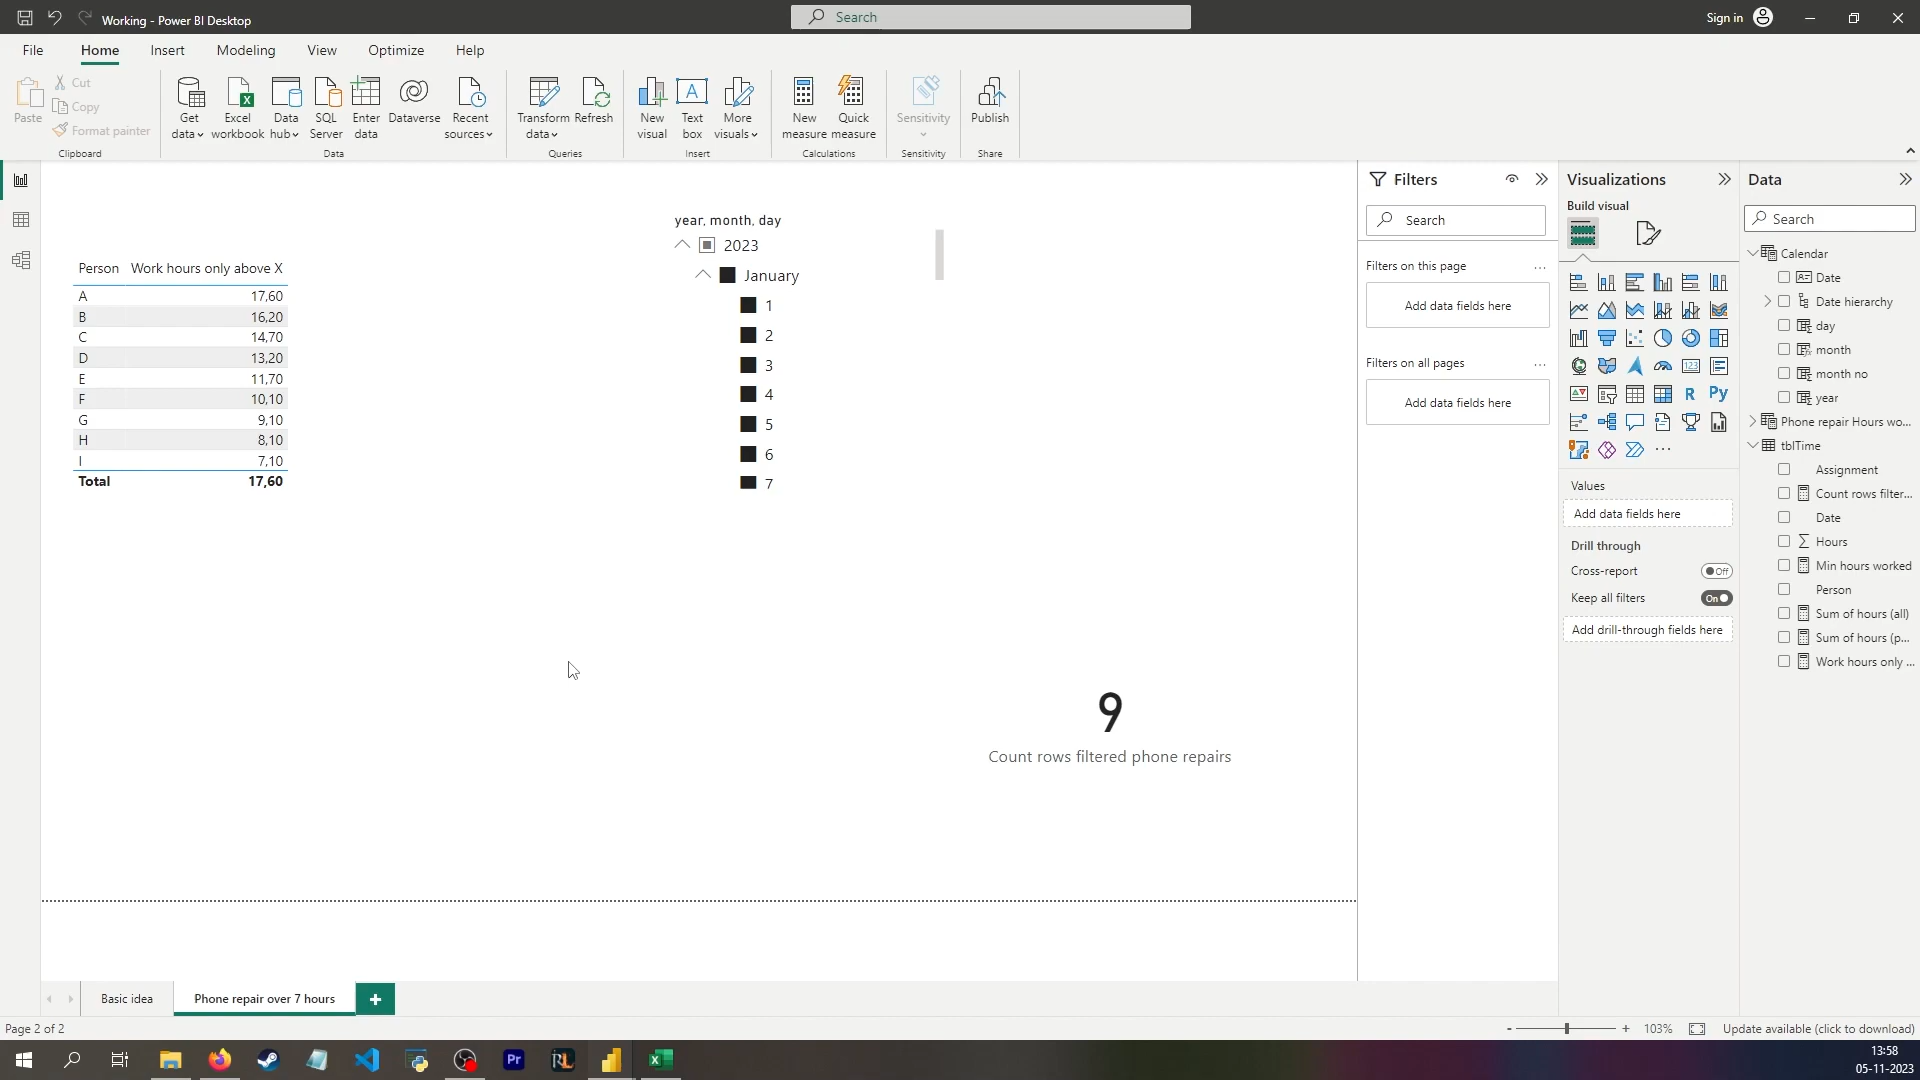 Working - Power BI Desktop
Search
Sign in
File
Home
Insert
Modeling
View
Optimize
Help
Paste
Cut
Copy
Format painter
Clipboard
Get data
Excel workbook
Data hub
SQL Server
Enter data
Dataverse
Recent sources
Data
Transform data
Refresh
Queries
New visual
Text box
More visuals
Insert
New measure
Quick measure
Calculations
Sensitivity
Sensitivity
Publish
Share
Person Work hours only above X
A 17,60
B 16,20
C 14,70
D 13,20
E 11,70
F 10,10
G 9,10
H 8,10
I 7,10
Total 17,60
year, month, day
2023
January
1
2
3
4
5
6
7
9
Count rows filtered phone repairs
Filters
Search
Filters on this page
Add data fields here
Filters on all pages
Add data fields here
Visualizations
Build visual
123
R
Py
Values
Add data fields here
Drill through
Cross-report
Off
Keep all filters
On
Add drill-through fields here
Data
Search
Calendar
Date
Date hierarchy
day
month
month no
year
Phone repair Hours wo...
tblTime
Assignment
Count rows filter...
Date
Hours
Min hours worked
Person
Sum of hours (all)
Sum of hours (p...
Work hours only ...
Basic idea
Phone repair over 7 hours
Page 2 of 2
103%
Update available (click to download)
Pr
RL
13:58
05-11-2023